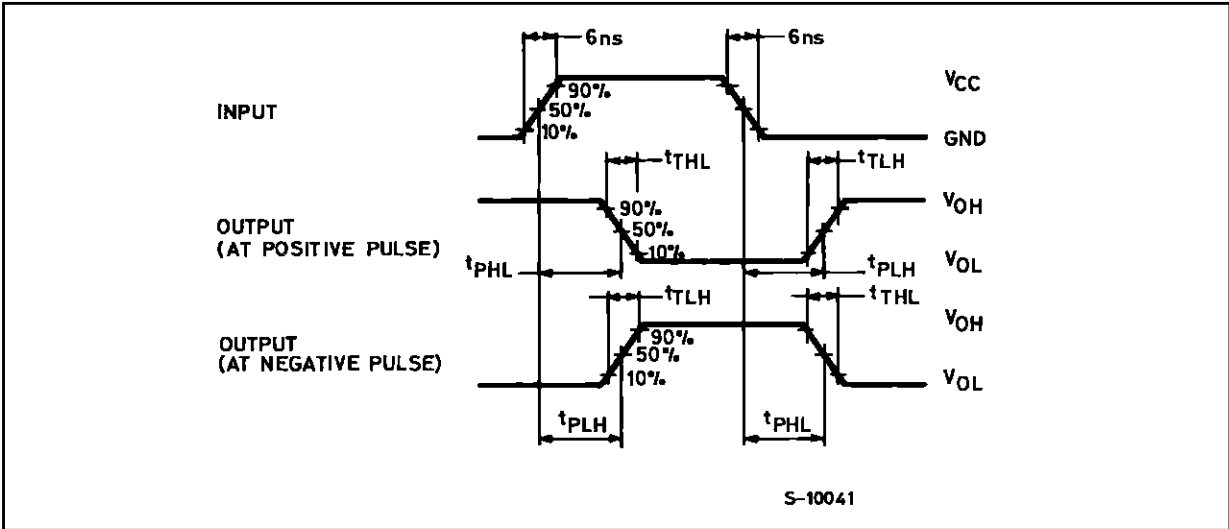 6ns 6ns
VCC
90%
INPUT 50%
10%
GND
tTHL tTLH
VOH
90%
OUTPUT 50%
(AT POSITIVE PULSE) 10%
tPHL tPLH VOL
tTLH tTHL
VOH
90%
OUTPUT 50%
(AT NEGATIVE PULSE) 10%
VOL
tPLH tPHL
S-10041